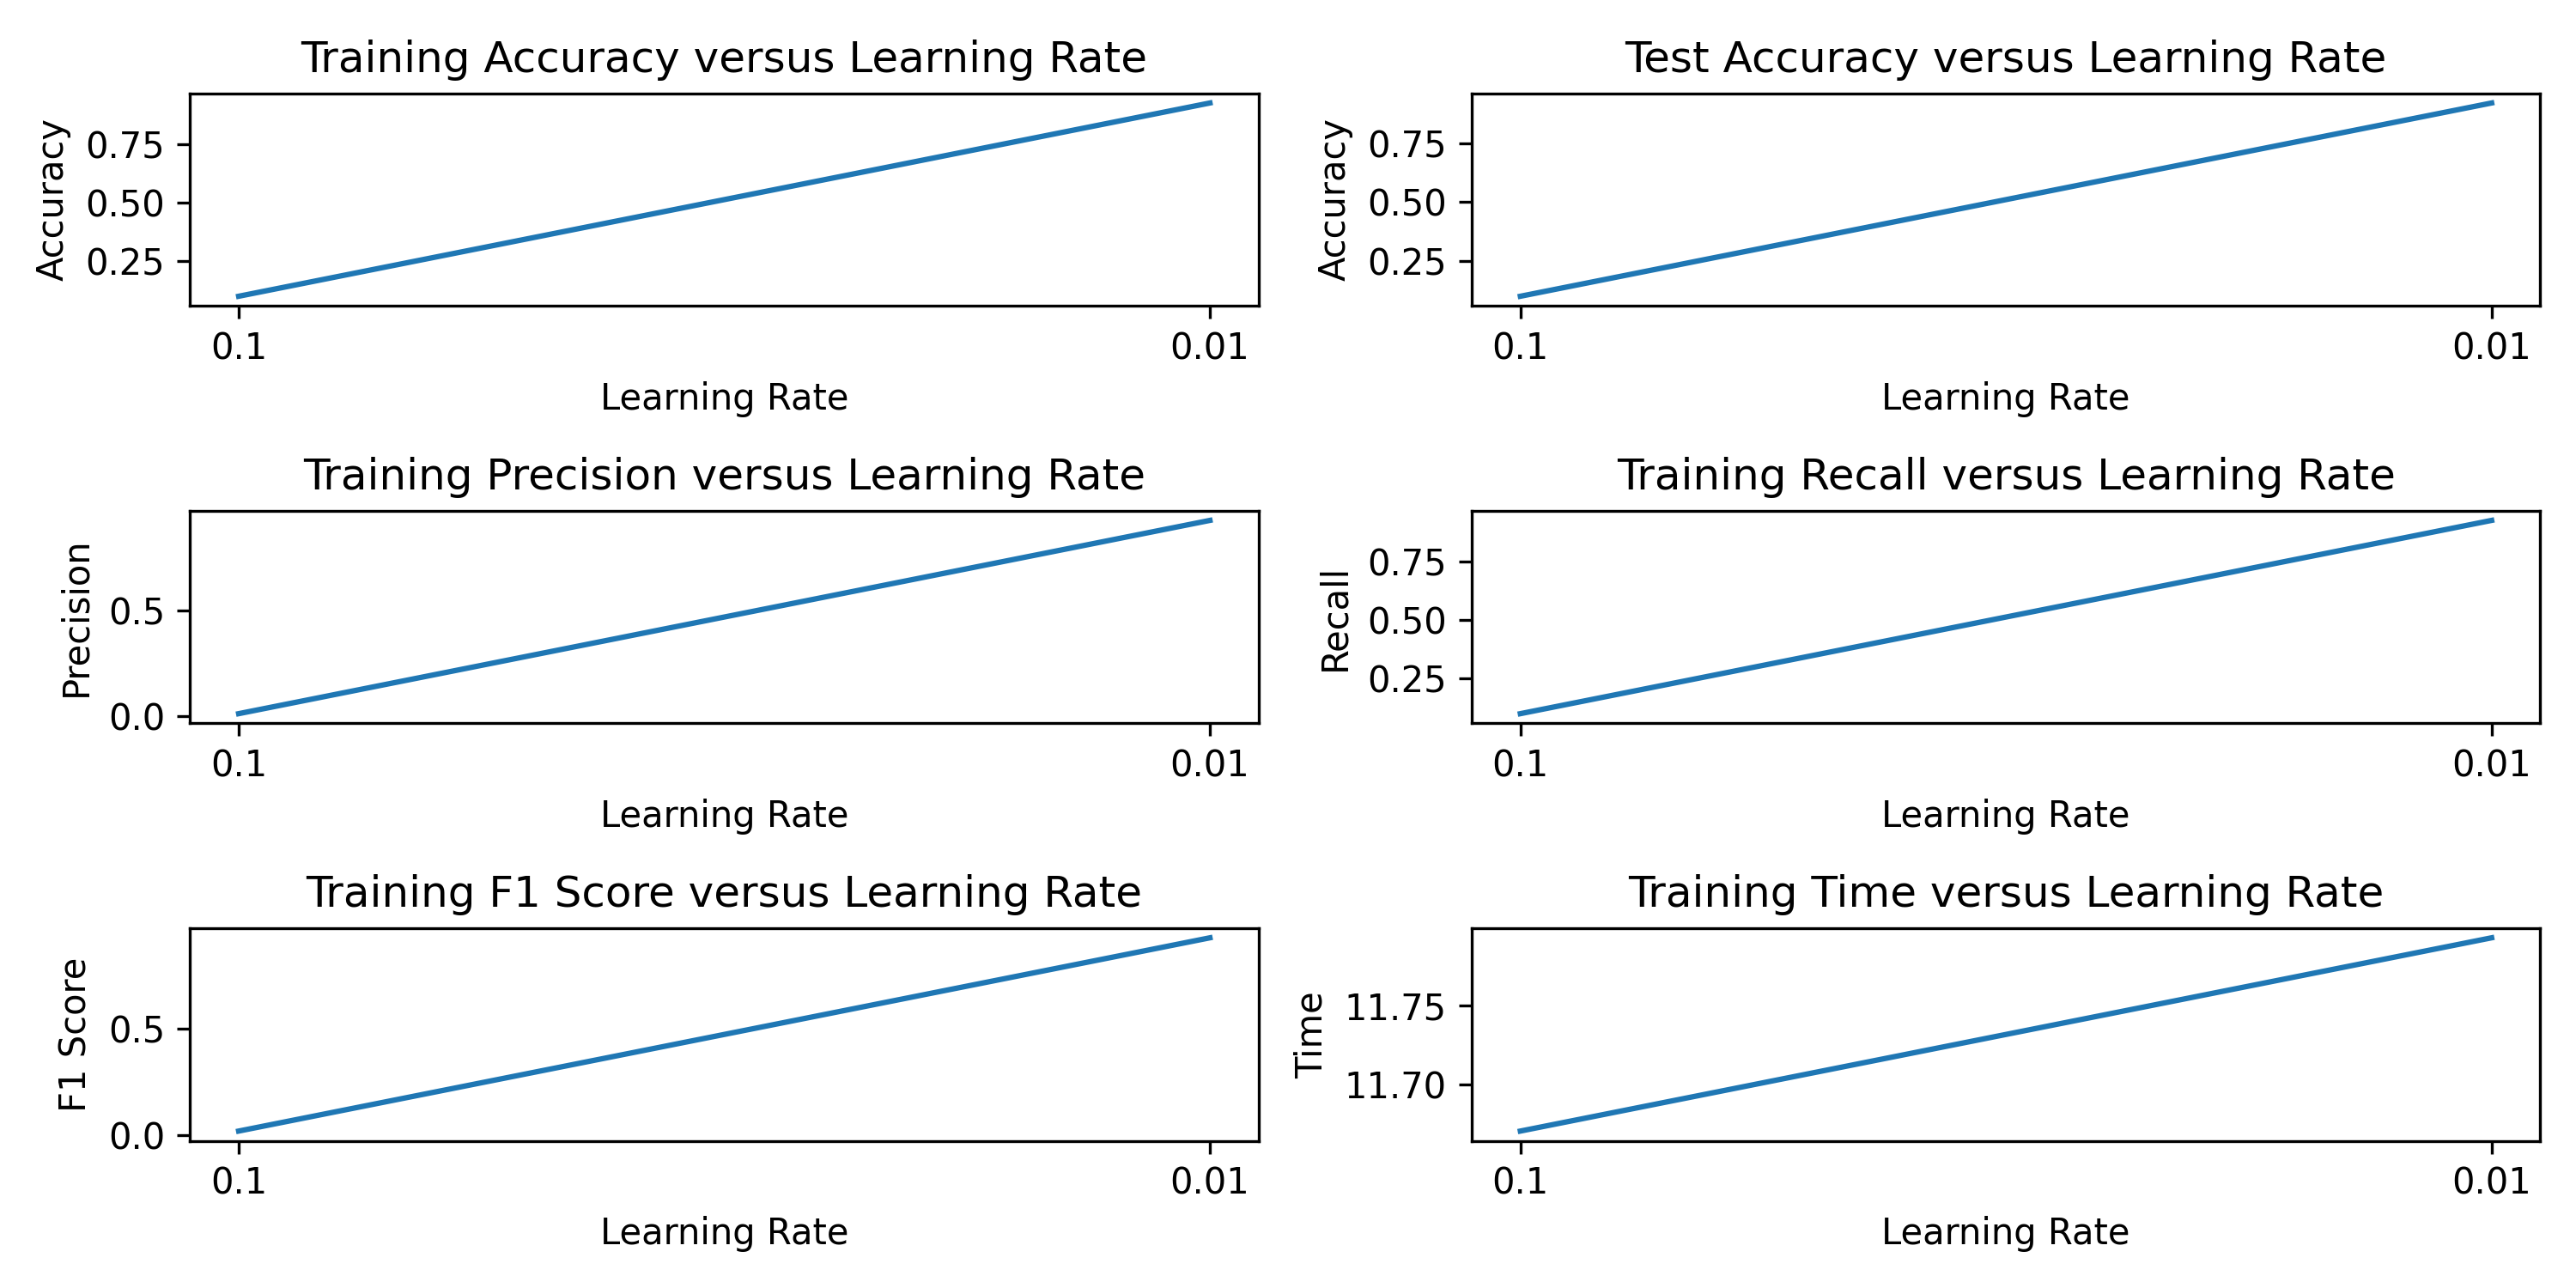 Training Accuracy versus Learning Rate
Accuracy
0.75
0.50
0.25
0.1
0.01
Learning Rate
Test Accuracy versus Learning Rate
Accuracy
0.75
0.50
0.25
0.1
0.01
Learning Rate
Training Precision versus Learning Rate
Precision
0.5
0.0
0.1
0.01
Learning Rate
Training Recall versus Learning Rate
Recall
0.75
0.50
0.25
0.1
0.01
Learning Rate
Training F1 Score versus Learning Rate
F1 Score
0.5
0.0
0.1
0.01
Learning Rate
Training Time versus Learning Rate
Time
11.75
11.70
0.1
0.01
Learning Rate